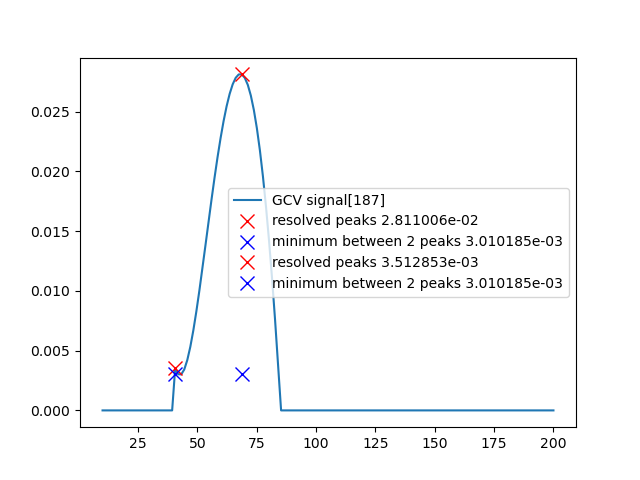 0.025
0.020
0.015
0.010
0.005
0.000
GCV signal[187]
resolved peaks 2.811006e-02
minimum between 2 peaks 3.010185e-03
resolved peaks 3.512853e-03
minimum between 2 peaks 3.010185e-03
25 50 75 100 125 150 175 200